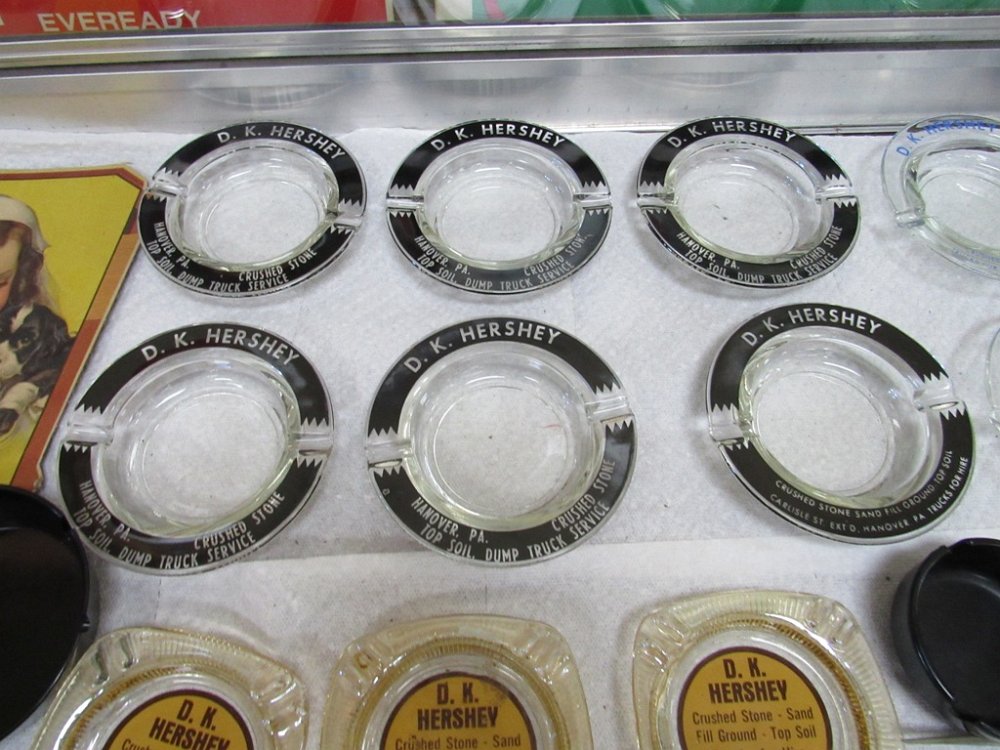 EVEREADY
D. K. HERSHEY
HANOVER, PA. CRUSHED STONE
TOP SOIL, DUMP TRUCK SERVICE
D. K. HERSHEY
HANOVER, PA. CRUSHED STONE
TOP SOIL, DUMP TRUCK SERVICE
D. K. HERSHEY
HANOVER, PA. CRUSHED STONE
TOP SOIL, DUMP TRUCK SERVICE
D. K. HERSHEY
D. K. HERSHEY
HANOVER, PA. CRUSHED STONE
TOP SOIL, DUMP TRUCK SERVICE
D. K. HERSHEY
HANOVER, PA. CRUSHED STONE
TOP SOIL, DUMP TRUCK SERVICE
D. K. HERSHEY
CRUSHED STONE SAND FILL GROUND TOP SOIL
CARLISLE ST. EXT'D. HANOVER PA TRUCKS FOR HIRE
D. K.
HERSHEY
D. K.
HERSHEY
Crushed Stone - Sand
D. K.
HERSHEY
Crushed Stone - Sand
Fill Ground - Top Soil